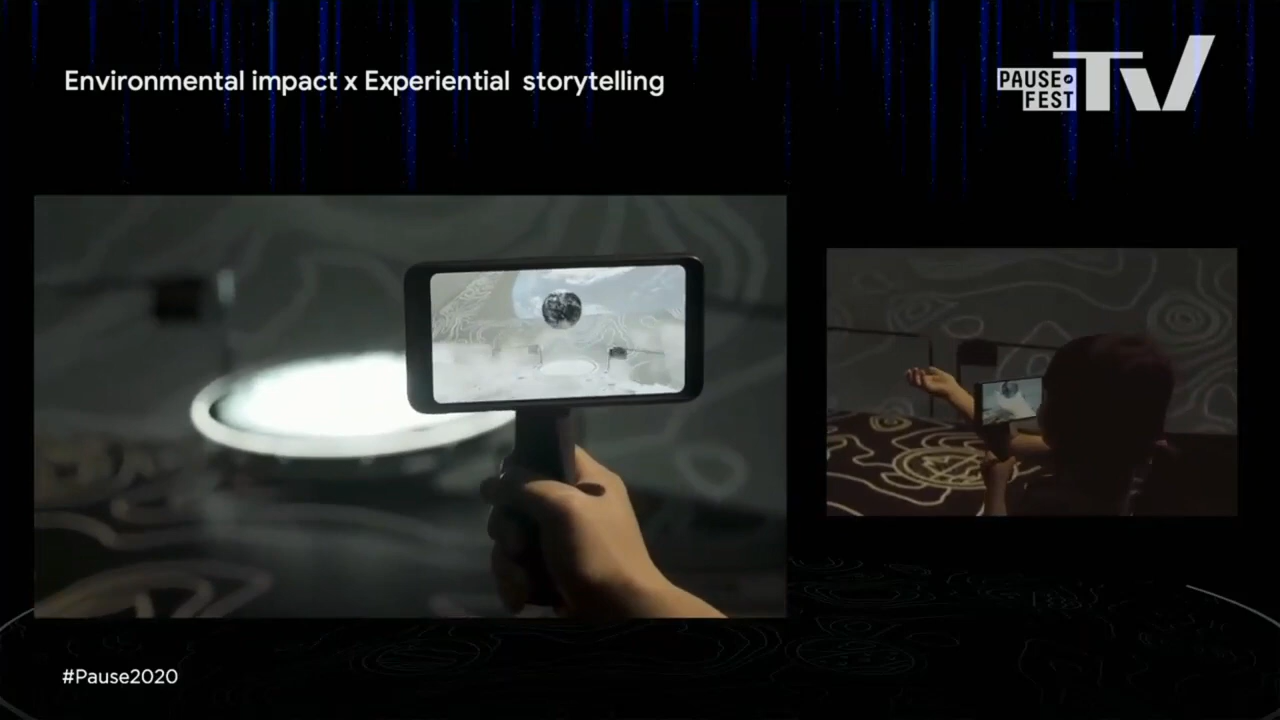 Environmental impact x Experiential storytelling
PAUSE
FEST
TV
#Pause2020